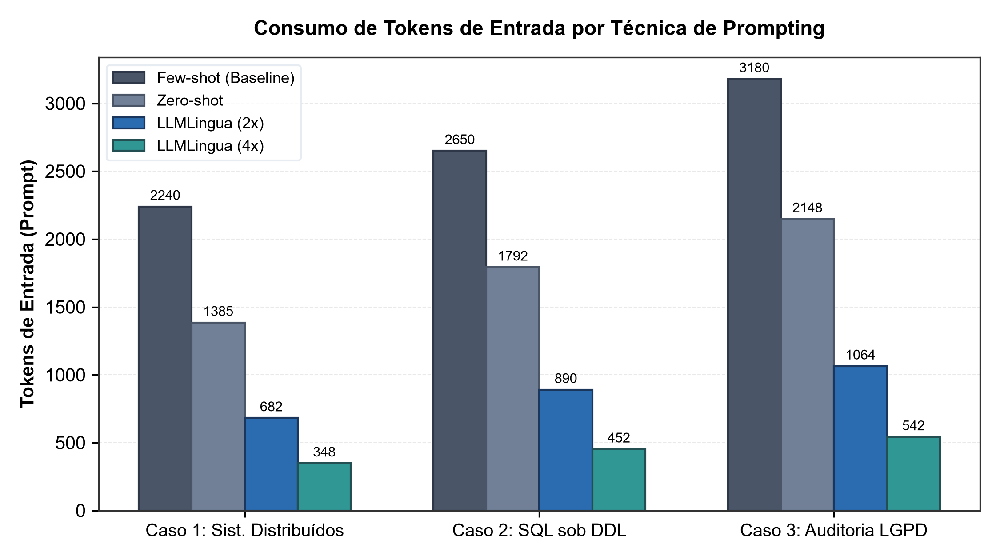 Consumo de Tokens de Entrada por Técnica de Prompting
Few-shot (Baseline)
Zero-shot
LLMLingua (2x)
LLMLingua (4x)
Tokens de Entrada (Prompt)
3000
2500
2000
1500
1000
500
0
2240
1385
682
348
2650
1792
890
452
3180
2148
1064
542
Caso 1: Sist. Distribuídos
Caso 2: SQL sob DDL
Caso 3: Auditoria LGPD